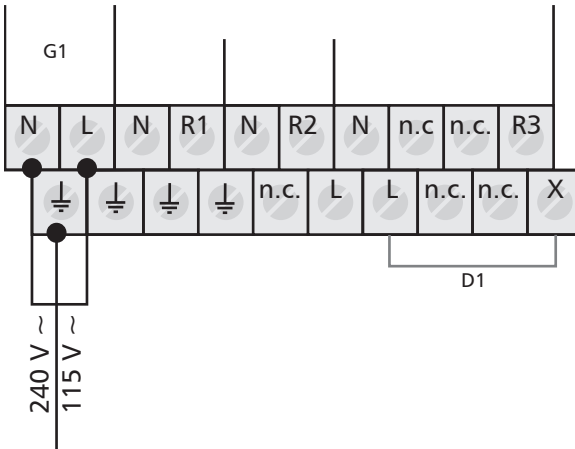 G1
N L N R1 N R2 N n.c n.c. R3
n.c. L L n.c. n.c. X
D1
240 V ~
115 V ~